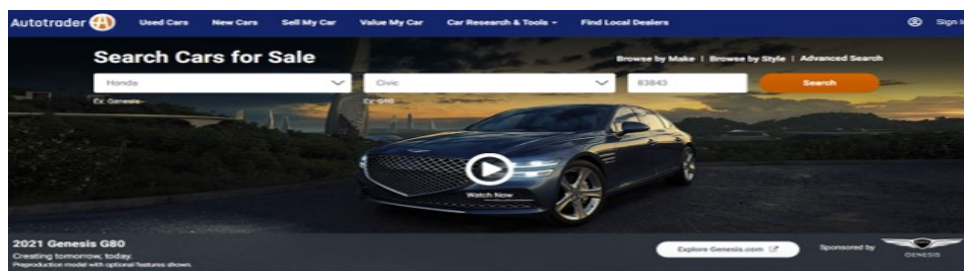 Autotrader Used Cars New Cars Sell My Car Value My Car Car Research & Tools Find Local Dealers Sign
Search Cars for Sale
Browse by Make | Browse by Style | Advanced Search
Honda Civic 83843 Search
Ex: Genesis Ex: G80
Watch Now
2021 Genesis G80
Creating tomorrow, today.
Preproduction model with optional features shown.
Explore Genesis.com
Sponsored by
GENESIS